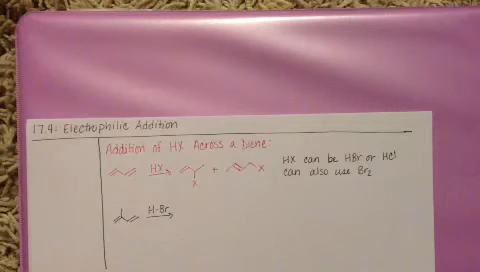 17.4: Electrophilic Addition
Addition of HX Across a Diene:
HX
+
X
X
HX can be HBr or HCl
can also use Br2
H-Br